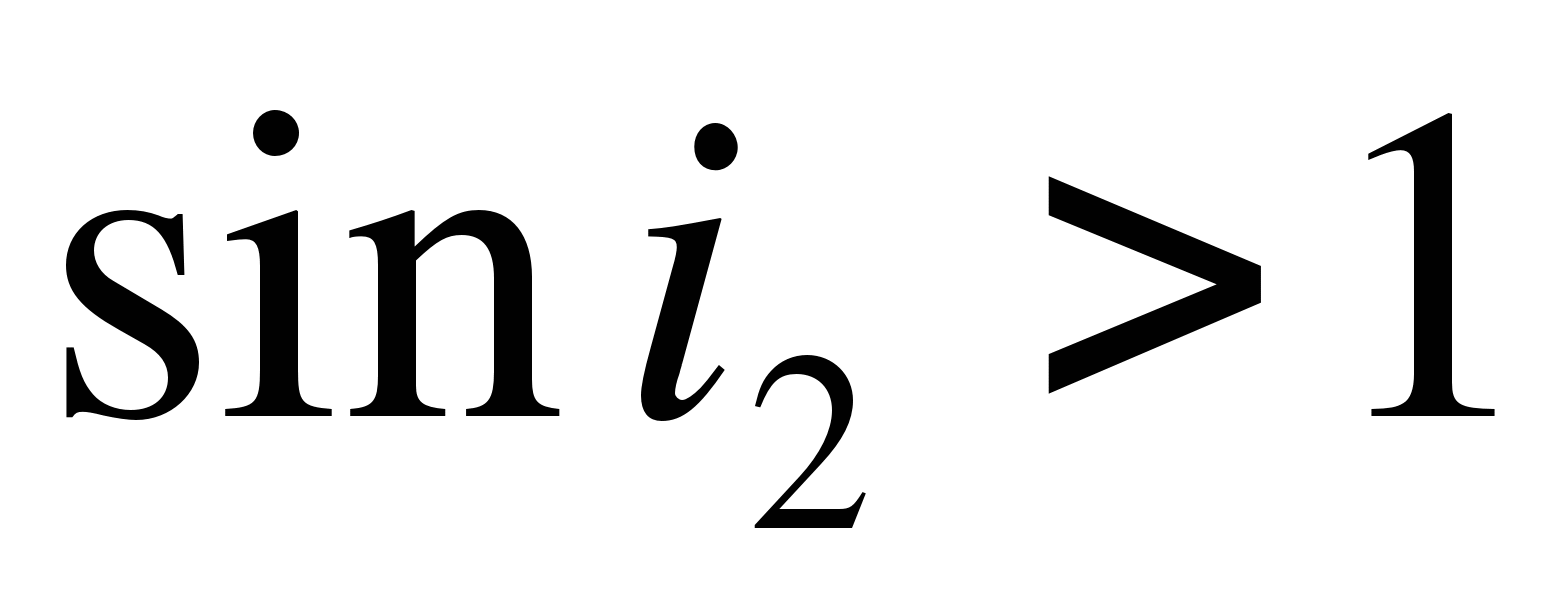 sin i₂ > 1